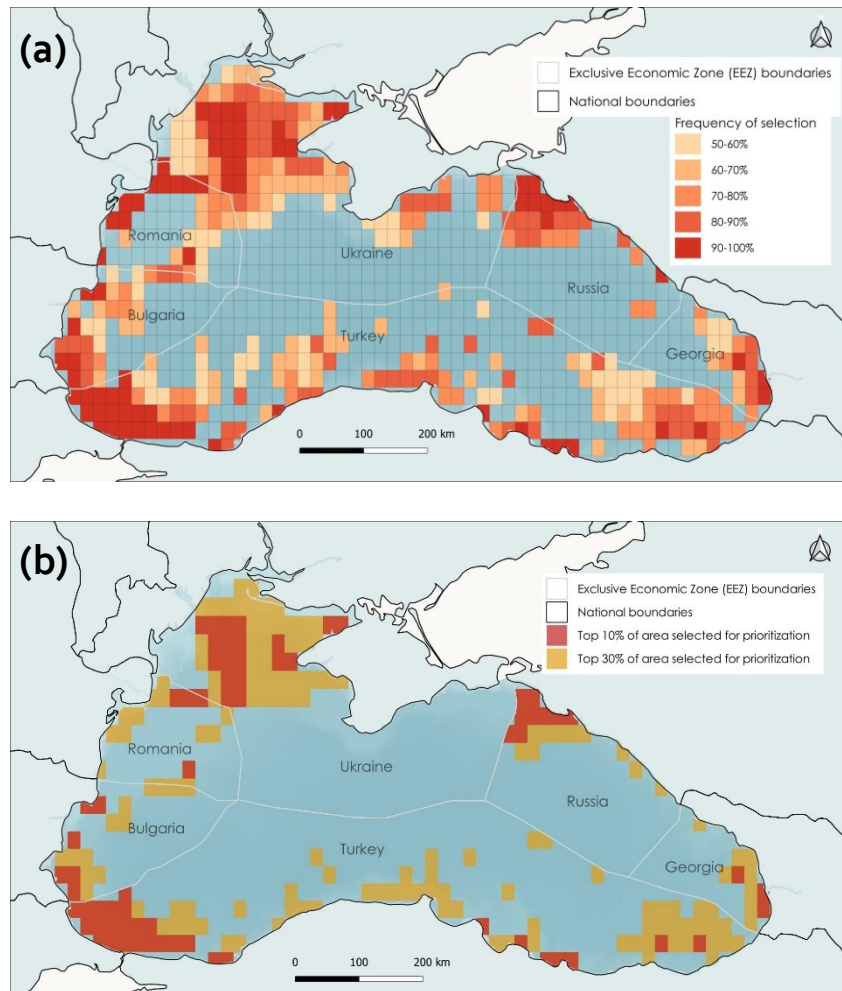 (a)
Exclusive Economic Zone (EEZ) boundaries
National boundaries
Frequency of selection
50-60%
60-70%
70-80%
80-90%
90-100%
Romania
Ukraine
Russia
Bulgaria
Turkey
Georgia
0 100 200 km
(b)
Exclusive Economic Zone (EEZ) boundaries
National boundaries
Top 10% of area selected for prioritization
Top 30% of area selected for prioritization
Romania
Ukraine
Russia
Bulgaria
Turkey
Georgia
0 100 200 km